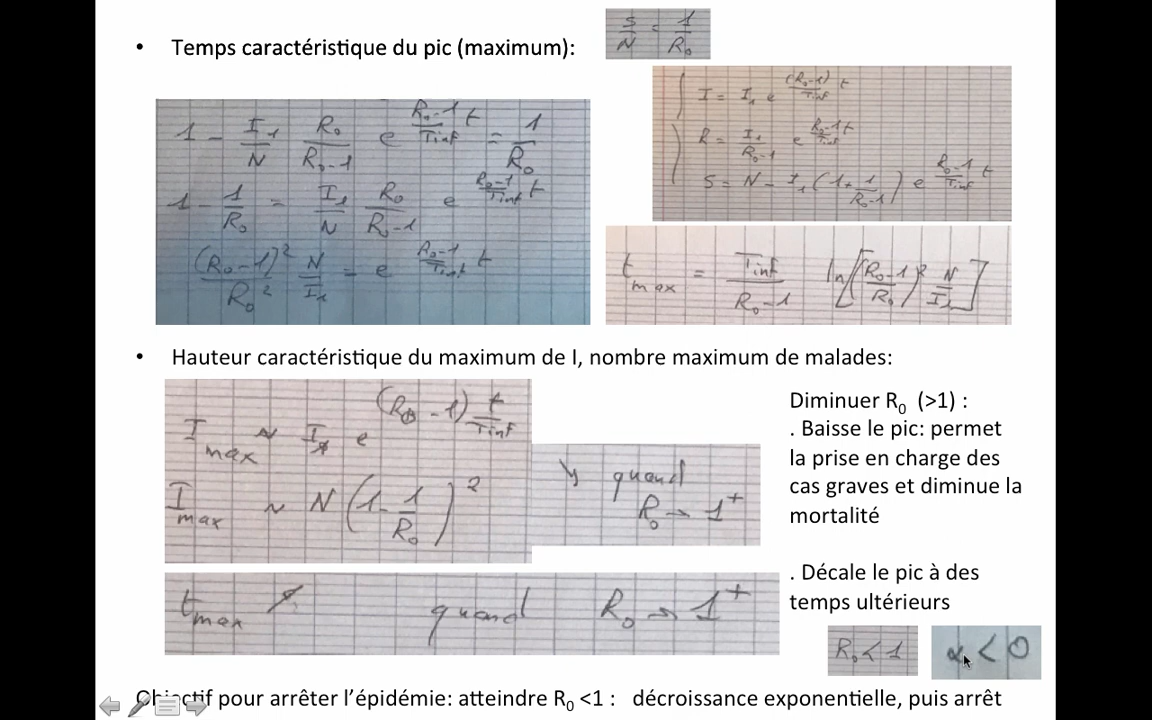 • Temps caractéristique du pic (maximum):
S/N = 1/R₀
I = I₁ e^((R₀-1)/Tinf t)
R = I₁/(R₀-1) e^((R₀-1)/Tinf t)
S = N - I₁ (1 + 1/(R₀-1)) e^((R₀-1)/Tinf t)
1 - I₁/N R₀/(R₀-1) e^((R₀-1)/Tinf t) = 1/R₀
1 - 1/R₀ = I₁/N R₀/(R₀-1) e^((R₀-1)/Tinf t)
(R₀-1)²/R₀² N/I₁ = e^((R₀-1)/Tinf t)
t max = Tinf/(R₀-1) ln[((R₀-1)/R₀)² N/I₁]
• Hauteur caractéristique du maximum de I, nombre maximum de malades:
I max ~ I₁ e^((R₀-1) t/Tinf)
I max ~ N (1 - 1/R₀)²
↘ quand
R₀ → 1⁺
t max ↗ quand R₀ → 1⁺
Diminuer R₀ (>1) :
. Baisse le pic: permet
la prise en charge des
cas graves et diminue la
mortalité
. Décale le pic à des
temps ultérieurs
R₀ < 1
α < 0
Objectif pour arrêter l’épidémie: atteindre R₀ <1 : décroissance exponentielle, puis arrêt